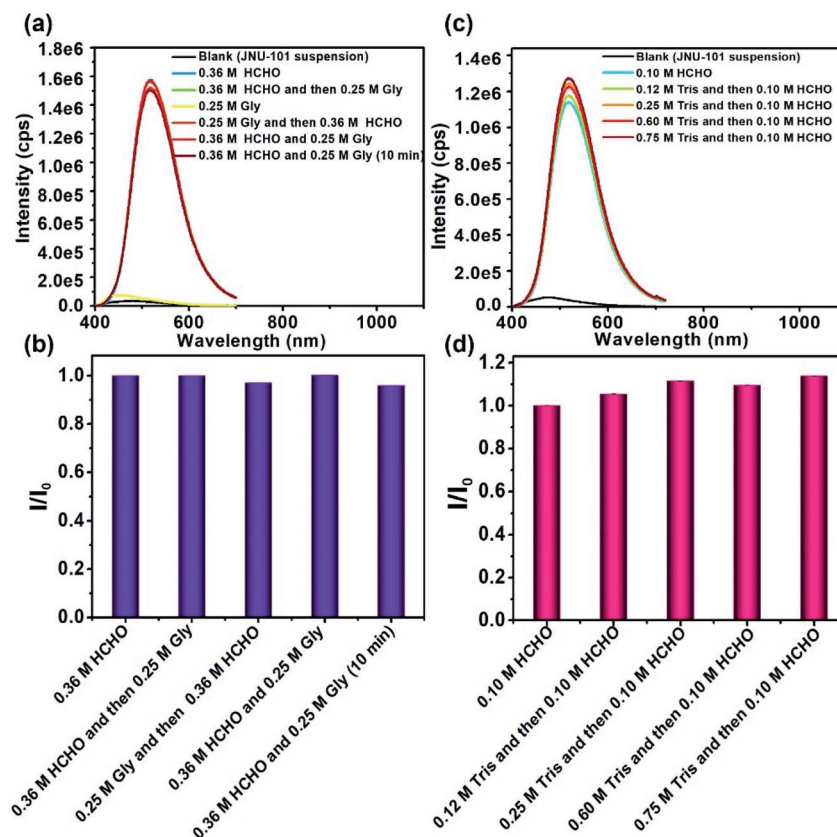 (a)
Intensity (cps)
1.8e6
1.6e6
1.4e6
1.2e6
1.0e6
8.0e5
6.0e5
4.0e5
2.0e5
0.0
Blank (JNU-101 suspension)
0.36 M HCHO
0.36 M HCHO and then 0.25 M Gly
0.25 M Gly
0.25 M Gly and then 0.36 M HCHO
0.36 M HCHO and 0.25 M Gly
0.36 M HCHO and 0.25 M Gly (10 min)
400 600 800 1000
Wavelength (nm)
(c)
Intensity (cps)
1.4e6
1.2e6
1.0e6
8.0e5
6.0e5
4.0e5
2.0e5
0.0
Blank (JNU-101 suspension)
0.10 M HCHO
0.12 M Tris and then 0.10 M HCHO
0.25 M Tris and then 0.10 M HCHO
0.60 M Tris and then 0.10 M HCHO
0.75 M Tris and then 0.10 M HCHO
400 600 800 1000
Wavelength (nm)
(b)
I/I0
1.0
0.8
0.6
0.4
0.2
0.0
0.36 M HCHO
0.36 M HCHO and then 0.25 M Gly
0.25 M Gly and then 0.36 M HCHO
0.36 M HCHO and 0.25 M Gly
0.36 M HCHO and 0.25 M Gly (10 min)
(d)
I/I0
1.2
1.0
0.8
0.6
0.4
0.2
0.0
0.10 M HCHO
0.12 M Tris and then 0.10 M HCHO
0.25 M Tris and then 0.10 M HCHO
0.60 M Tris and then 0.10 M HCHO
0.75 M Tris and then 0.10 M HCHO